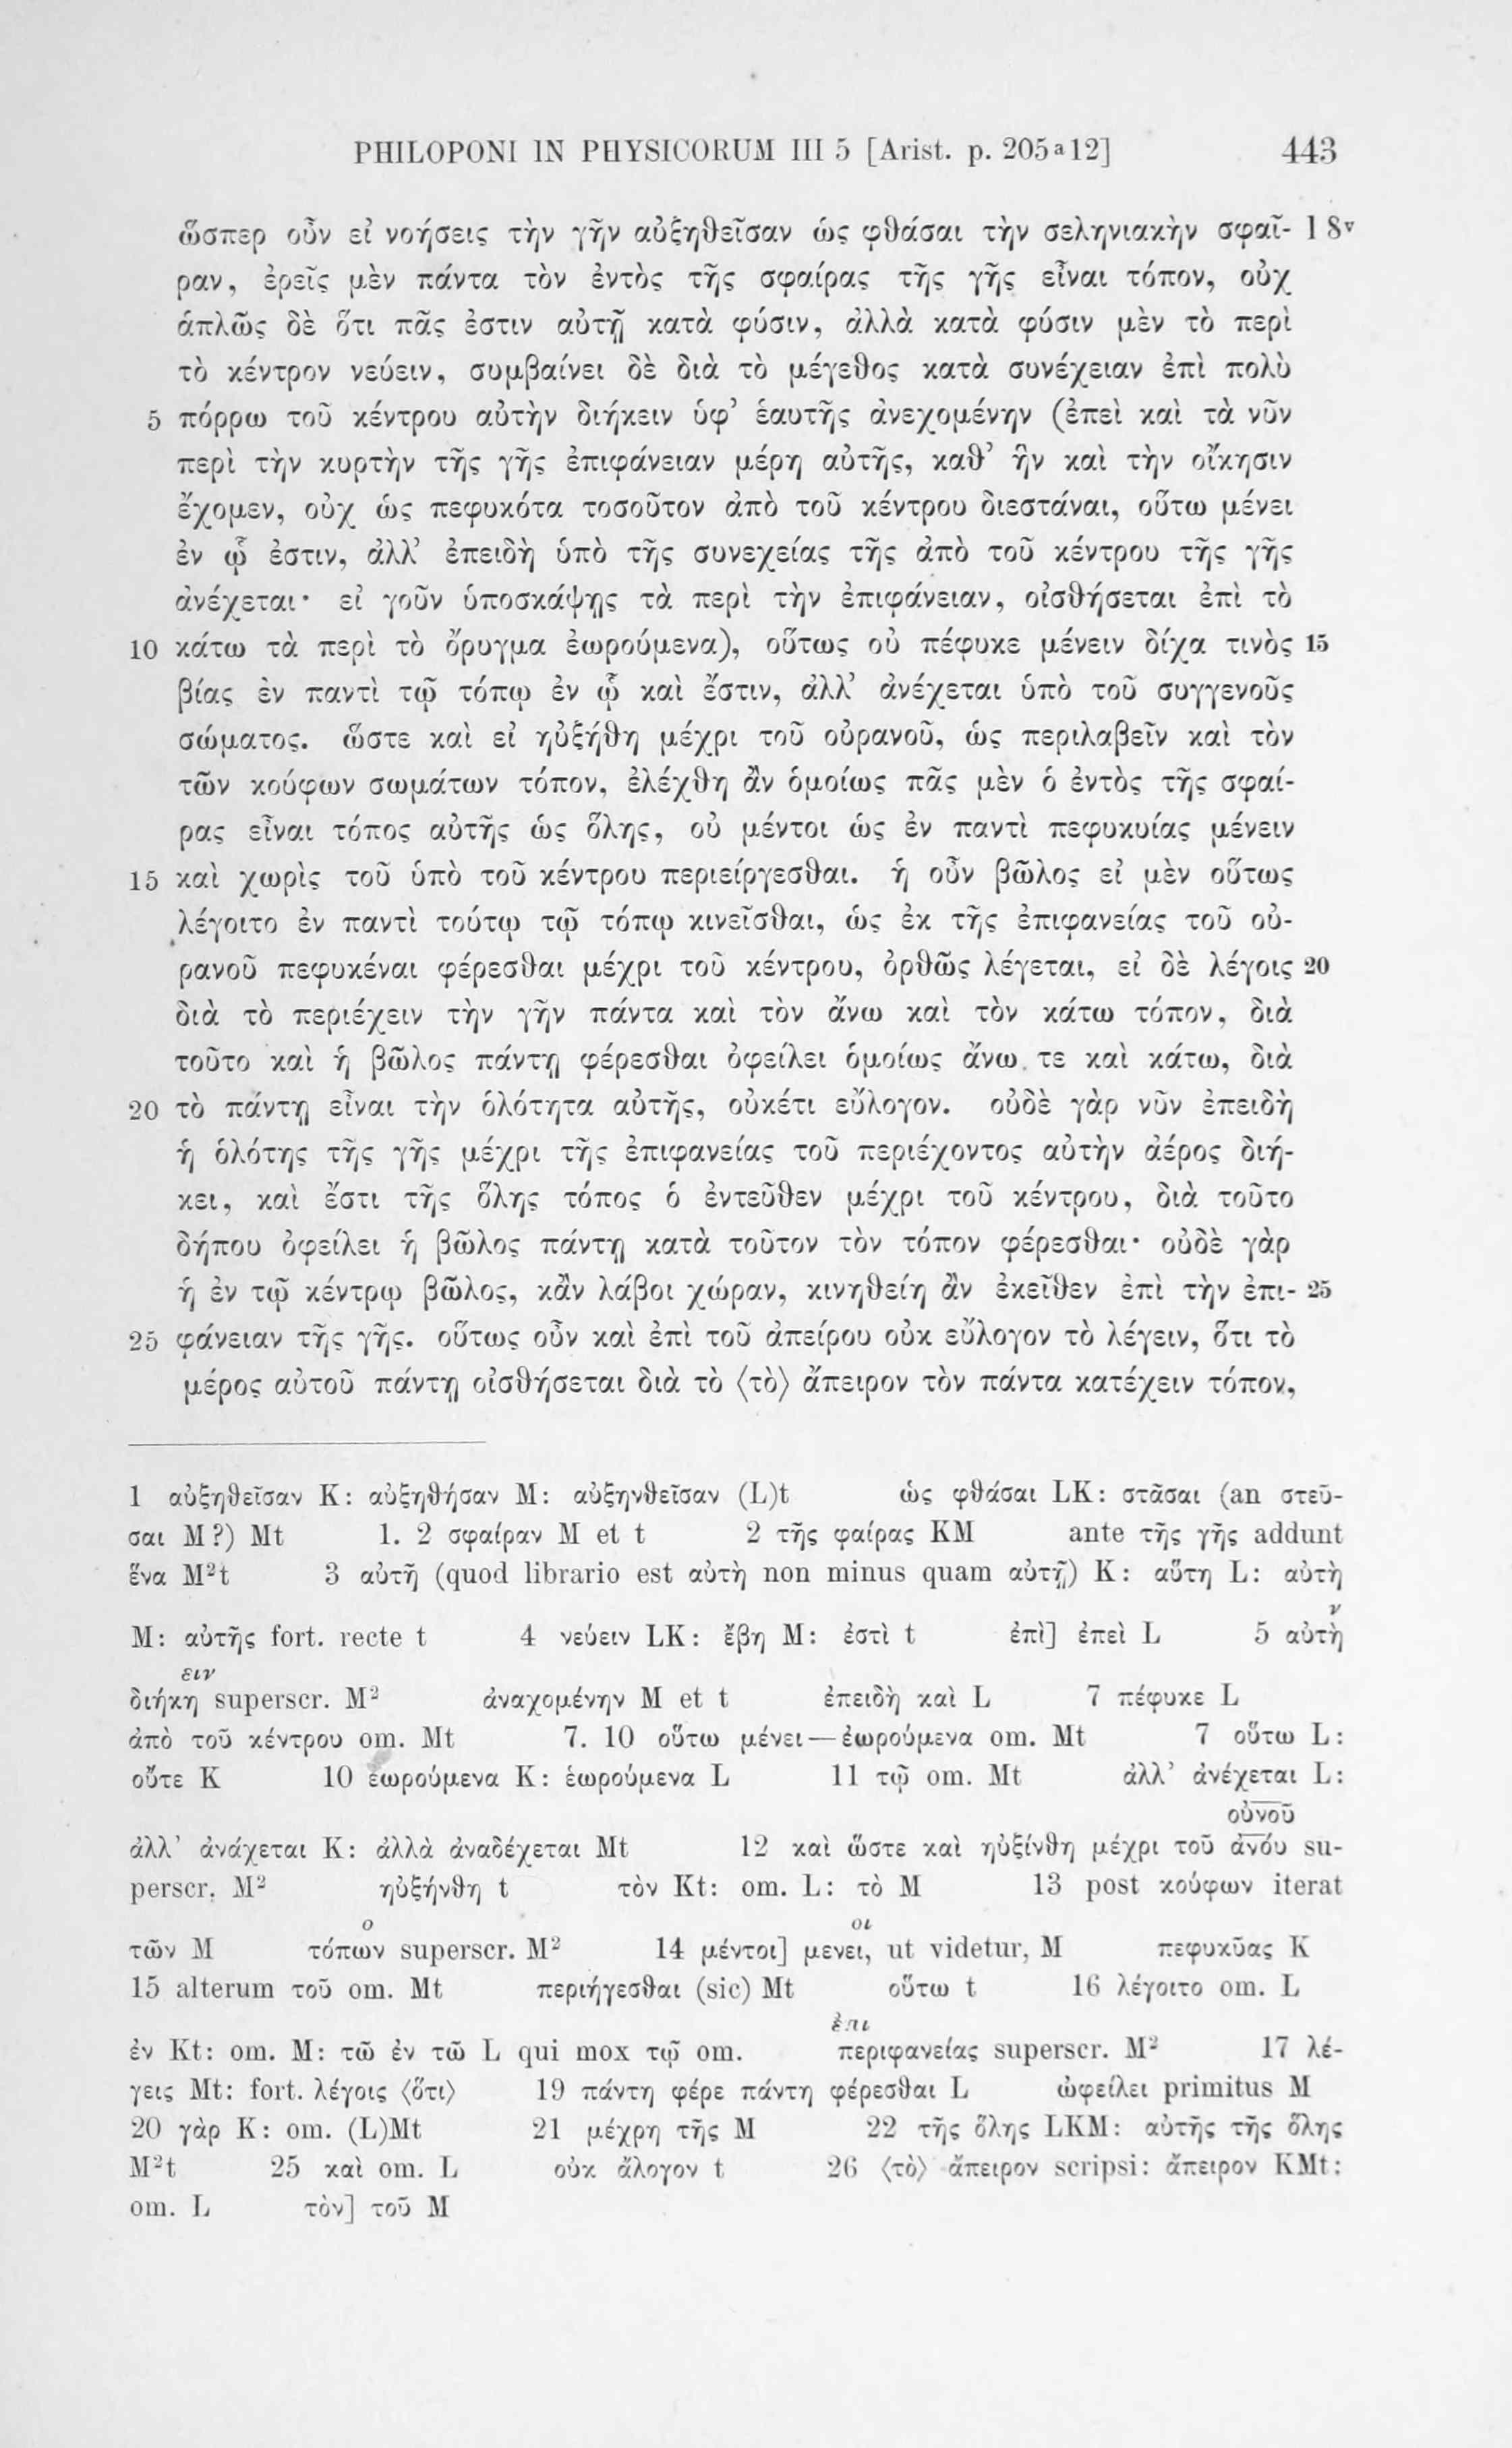 PHILOPONI IN PHYSICORUM III 5 [Arist. p. 205ᵃ12] 443
ὥσπερ οὖν εἰ νοήσεις τὴν γῆν αὐξηθεῖσαν ὡς φθάσαι τὴν σεληνιακὴν σφαῖ- 18ᵛ
ραν, ἐρεῖς μὲν πάντα τὸν ἐντὸς τῆς σφαίρας τῆς γῆς εἶναι τόπον, οὐχ
ἁπλῶς δὲ ὅτι πᾶς ἐστιν αὐτῇ κατὰ φύσιν, ἀλλὰ κατὰ φύσιν μὲν τὸ περὶ
τὸ κέντρον νεύειν, συμβαίνει δὲ διὰ τὸ μέγεθος κατὰ συνέχειαν ἐπὶ πολὺ
5 πόρρω τοῦ κέντρου αὐτὴν διήκειν ὑφ’ ἑαυτῆς ἀνεχομένην (ἐπεὶ καὶ τὰ νῦν
περὶ τὴν κυρτὴν τῆς γῆς ἐπιφάνειαν μέρη αὐτῆς, καθ’ ἣν καὶ τὴν οἴκησιν
ἔχομεν, οὐχ ὡς πεφυκότα τοσοῦτον ἀπὸ τοῦ κέντρου διεστάναι, οὕτω μένει
ἐν ᾧ ἐστιν, ἀλλ’ ἐπειδὴ ὑπὸ τῆς συνεχείας τῆς ἀπὸ τοῦ κέντρου τῆς γῆς
ἀνέχεται· εἰ γοῦν ὑποσκάψῃς τὰ περὶ τὴν ἐπιφάνειαν, οἰσθήσεται ἐπὶ τὸ
10 κάτω τὰ περὶ τὸ ὄρυγμα ἐωρούμενα), οὕτως οὐ πέφυκε μένειν δίχα τινὸς 15
βίας ἐν παντὶ τῷ τόπῳ ἐν ᾧ καὶ ἔστιν, ἀλλ’ ἀνέχεται ὑπὸ τοῦ συγγενοῦς
σώματος. ὥστε καὶ εἰ ηὐξήθη μέχρι τοῦ οὐρανοῦ, ὡς περιλαβεῖν καὶ τὸν
τῶν κούφων σωμάτων τόπον, ἐλέχθη ἂν ὁμοίως πᾶς μὲν ὁ ἐντὸς τῆς σφαί-
ρας εἶναι τόπος αὐτῆς ὡς ὅλης, οὐ μέντοι ὡς ἐν παντὶ πεφυκυίας μένειν
15 καὶ χωρὶς τοῦ ὑπὸ τοῦ κέντρου περιείργεσθαι. ἡ οὖν βῶλος εἰ μὲν οὕτως
λέγοιτο ἐν παντὶ τούτῳ τῷ τόπῳ κινεῖσθαι, ὡς ἐκ τῆς ἐπιφανείας τοῦ οὐ-
ρανοῦ πεφυκέναι φέρεσθαι μέχρι τοῦ κέντρου, ὀρθῶς λέγεται, εἰ δὲ λέγοις 20
διὰ τὸ περιέχειν τὴν γῆν πάντα καὶ τὸν ἄνω καὶ τὸν κάτω τόπον, διὰ
τοῦτο καὶ ἡ βῶλος πάντῃ φέρεσθαι ὀφείλει ὁμοίως ἄνω τε καὶ κάτω, διὰ
20 τὸ πάντῃ εἶναι τὴν ὁλότητα αὐτῆς, οὐκέτι εὔλογον. οὐδὲ γὰρ νῦν ἐπειδὴ
ἡ ὁλότης τῆς γῆς μέχρι τῆς ἐπιφανείας τοῦ περιέχοντος αὐτὴν ἀέρος διή-
κει, καὶ ἔστι τῆς ὅλης τόπος ὁ ἐντεῦθεν μέχρι τοῦ κέντρου, διὰ τοῦτο
δήπου ὀφείλει ἡ βῶλος πάντῃ κατὰ τοῦτον τὸν τόπον φέρεσθαι· οὐδὲ γὰρ
ἡ ἐν τῷ κέντρῳ βῶλος, κἂν λάβοι χώραν, κινηθείη ἂν ἐκεῖθεν ἐπὶ τὴν ἐπι- 25
25 φάνειαν τῆς γῆς. οὕτως οὖν καὶ ἐπὶ τοῦ ἀπείρου οὐκ εὔλογον τὸ λέγειν, ὅτι τὸ
μέρος αὐτοῦ πάντῃ οἰσθήσεται διὰ τὸ ⟨τὸ⟩ ἄπειρον τὸν πάντα κατέχειν τόπον,
1 αὐξηθεῖσαν K: αὐξηθήσαν M: αὐξηνθεῖσαν (L)t ὡς φθάσαι LK: στᾶσαι (an στεῦ-
σαι M?) Mt 1. 2 σφαίραν M et t 2 τῆς φαίρας KM ante τῆς γῆς addunt
ἕνα M²t 3 αὐτῆ (quod librario est αὐτὴ non minus quam αὐτῇ) K: αὕτη L: αὐτὴ
M: αὐτῆς fort. recte t 4 νεύειν LK: ἔβη M: ἐστὶ t ἐπὶ] ἐπεὶ L 5 αὐτὴ
ν
ειν
διήκη superscr. M² ἀναχομένην M et t ἐπειδὴ καὶ L 7 πέφυκε L
ἀπὸ τοῦ κέντρου om. Mt 7. 10 οὕτω μένει—ἐωρούμενα om. Mt 7 οὕτω L:
οὔτε K 10 ἐωρούμενα K: ἑωρούμενα L 11 τῷ om. Mt ἀλλ’ ἀνέχεται L:
οὐνοῦ
ἀλλ’ ἀνάχεται K: ἀλλὰ ἀναδέχεται Mt 12 καὶ ὥστε καὶ ηὐξίνθη μέχρι τοῦ ἀνόυ su-
perscr. M² ηὐξήνθη t τὸν Kt: om. L: τὸ M 13 post κούφων iterat
ο οι
τῶν M τόπων superscr. M² 14 μέντοι] μενει, ut videtur, M πεφυκῦας K
15 alterum τοῦ om. Mt περιήγεσθαι (sic) Mt οὕτω t 16 λέγοιτο om. L
ἐπι
ἐν Kt: om. M: τῶ ἐν τῶ L qui mox τῷ om. περιφανείας superscr. M² 17 λέ-
γεις Mt: fort. λέγοις ⟨ὅτι⟩ 19 πάντη φέρε πάντη φέρεσθαι L ὠφείλει primitus M
20 γὰρ K: om. (L)Mt 21 μέχρη τῆς M 22 τῆς ὅλης LKM: αὐτῆς τῆς ὅλης
M²t 25 καὶ om. L οὐκ ἄλογον t 26 ⟨τὸ⟩ ἄπειρον scripsi: ἄπειρον KMt:
om. L τὸν] τοῦ M